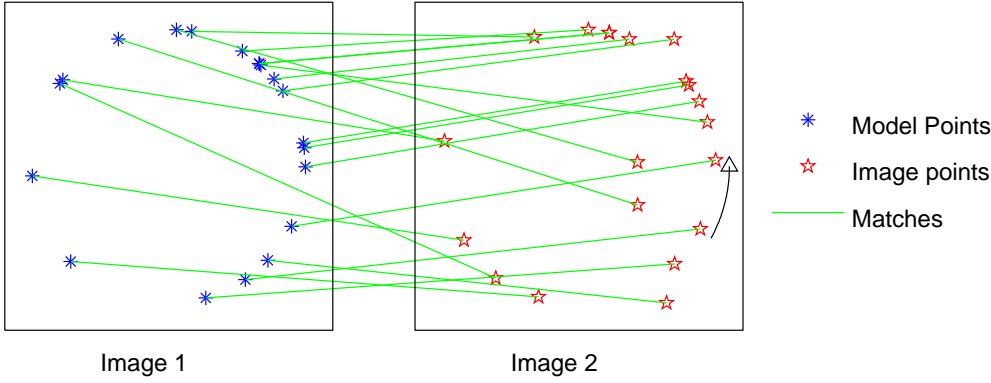 Model Points
Image points
Matches
Image 1
Image 2